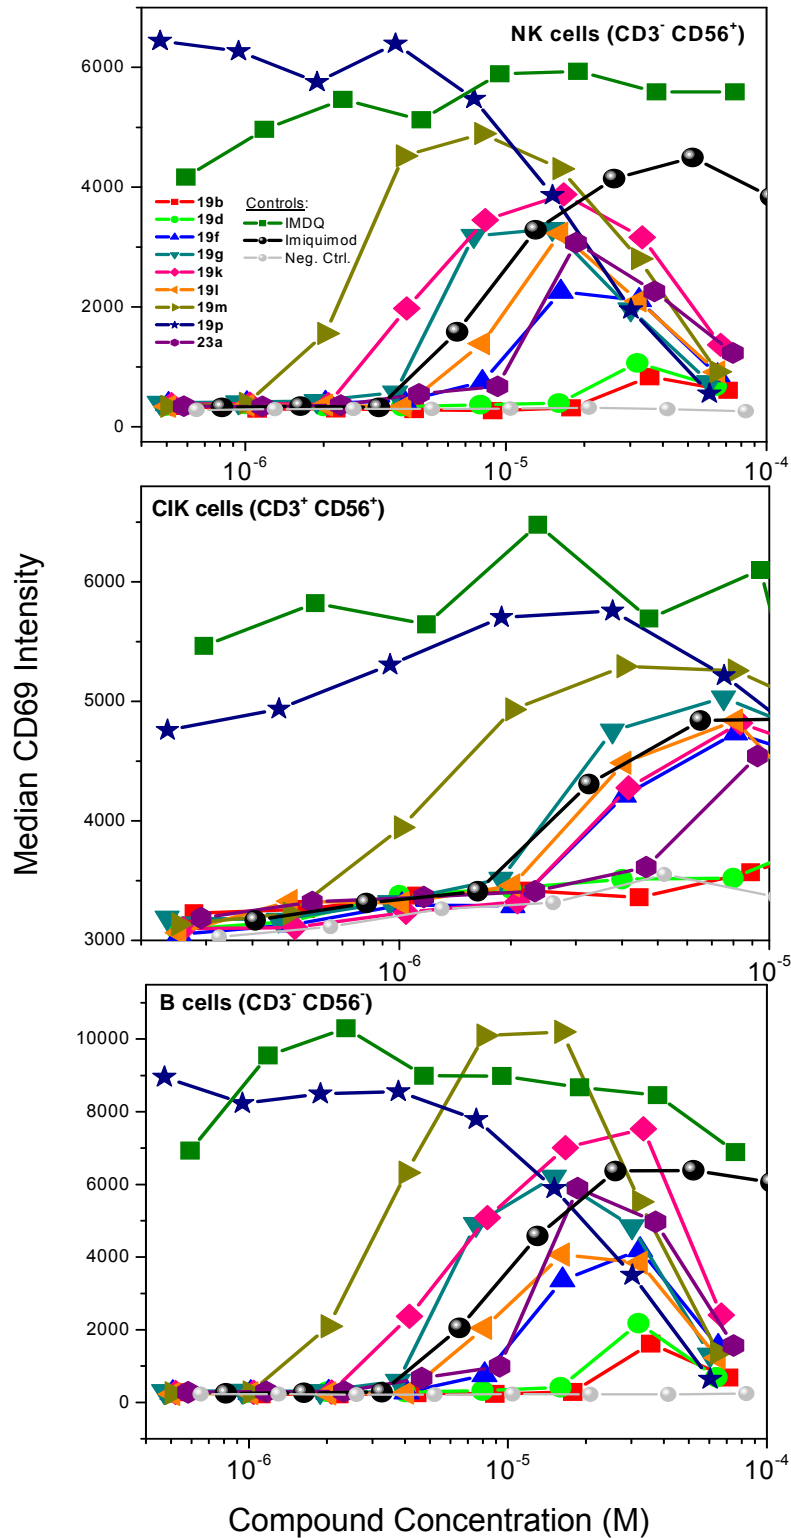 NK cells (CD3- CD56+)
6000
4000
2000
0
19b
19d
19f
19g
19k
19l
19m
19p
23a
Controls:
IMDQ
Imiquimod
Neg. Ctrl.
10-6
10-5
10-4
CIK cells (CD3+ CD56+)
6000
5000
4000
3000
10-6
10-5
Median CD69 Intensity
B cells (CD3- CD56-)
10000
8000
6000
4000
2000
0
10-6
10-5
10-4
Compound Concentration (M)